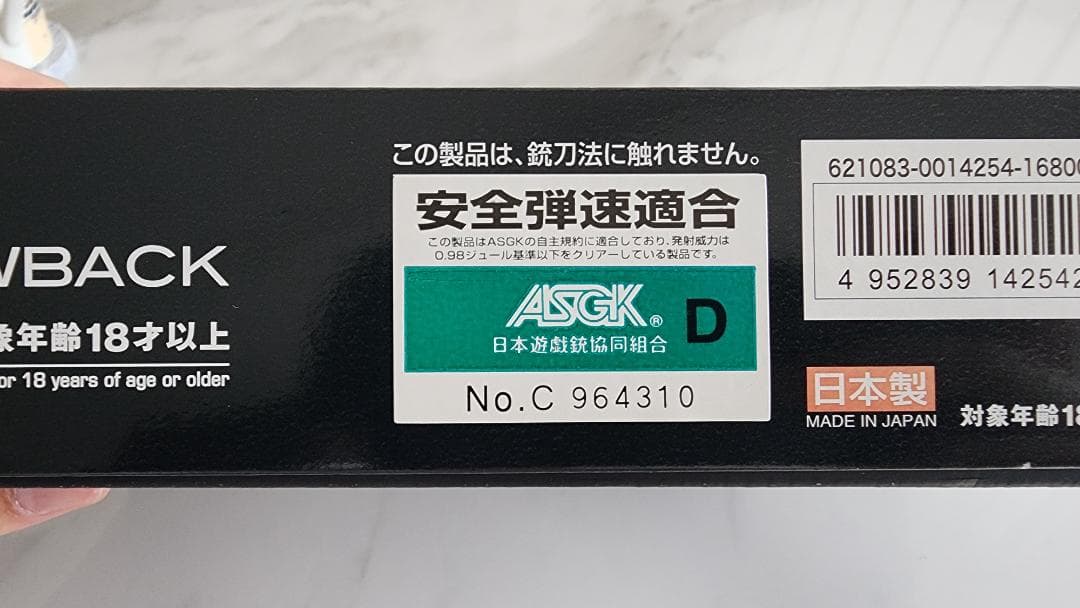 WBACK
対象年齢18才以上
or 18 years of age or older
この製品は、銃刀法に触れません。
安全弾速適合
この製品はASGKの自主規約に適合しており、発射威力は
0.98ジュール基準以下をクリアーしている製品です。
ASGK® D
日本遊戯銃協同組合
No.C 964310
621083-0014254-16800
4 952839 142542
日本製
MADE IN JAPAN
対象年齢18